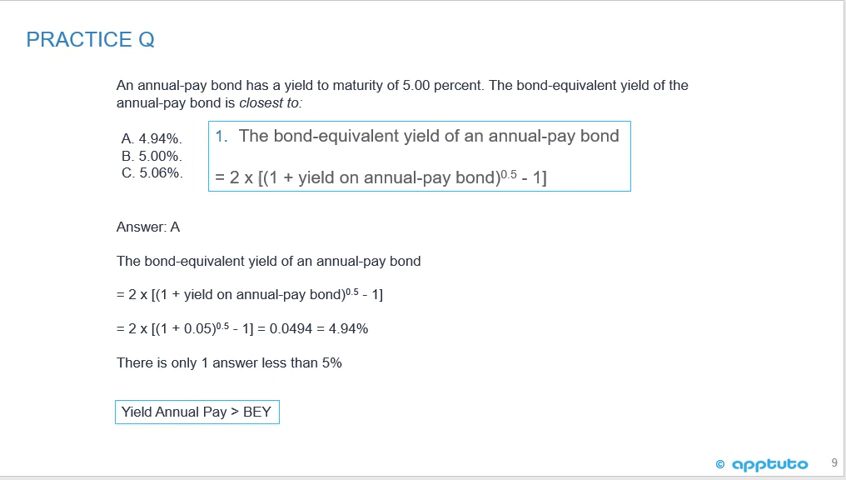 PRACTICE Q
An annual-pay bond has a yield to maturity of 5.00 percent. The bond-equivalent yield of the
annual-pay bond is closest to:
A. 4.94%.
B. 5.00%.
C. 5.06%.
1. The bond-equivalent yield of an annual-pay bond
= 2 x [(1 + yield on annual-pay bond)⁰·⁵ - 1]
Answer: A
The bond-equivalent yield of an annual-pay bond
= 2 x [(1 + yield on annual-pay bond)⁰·⁵ - 1]
= 2 x [(1 + 0.05)⁰·⁵ - 1] = 0.0494 = 4.94%
There is only 1 answer less than 5%
Yield Annual Pay > BEY
© apptuto
9